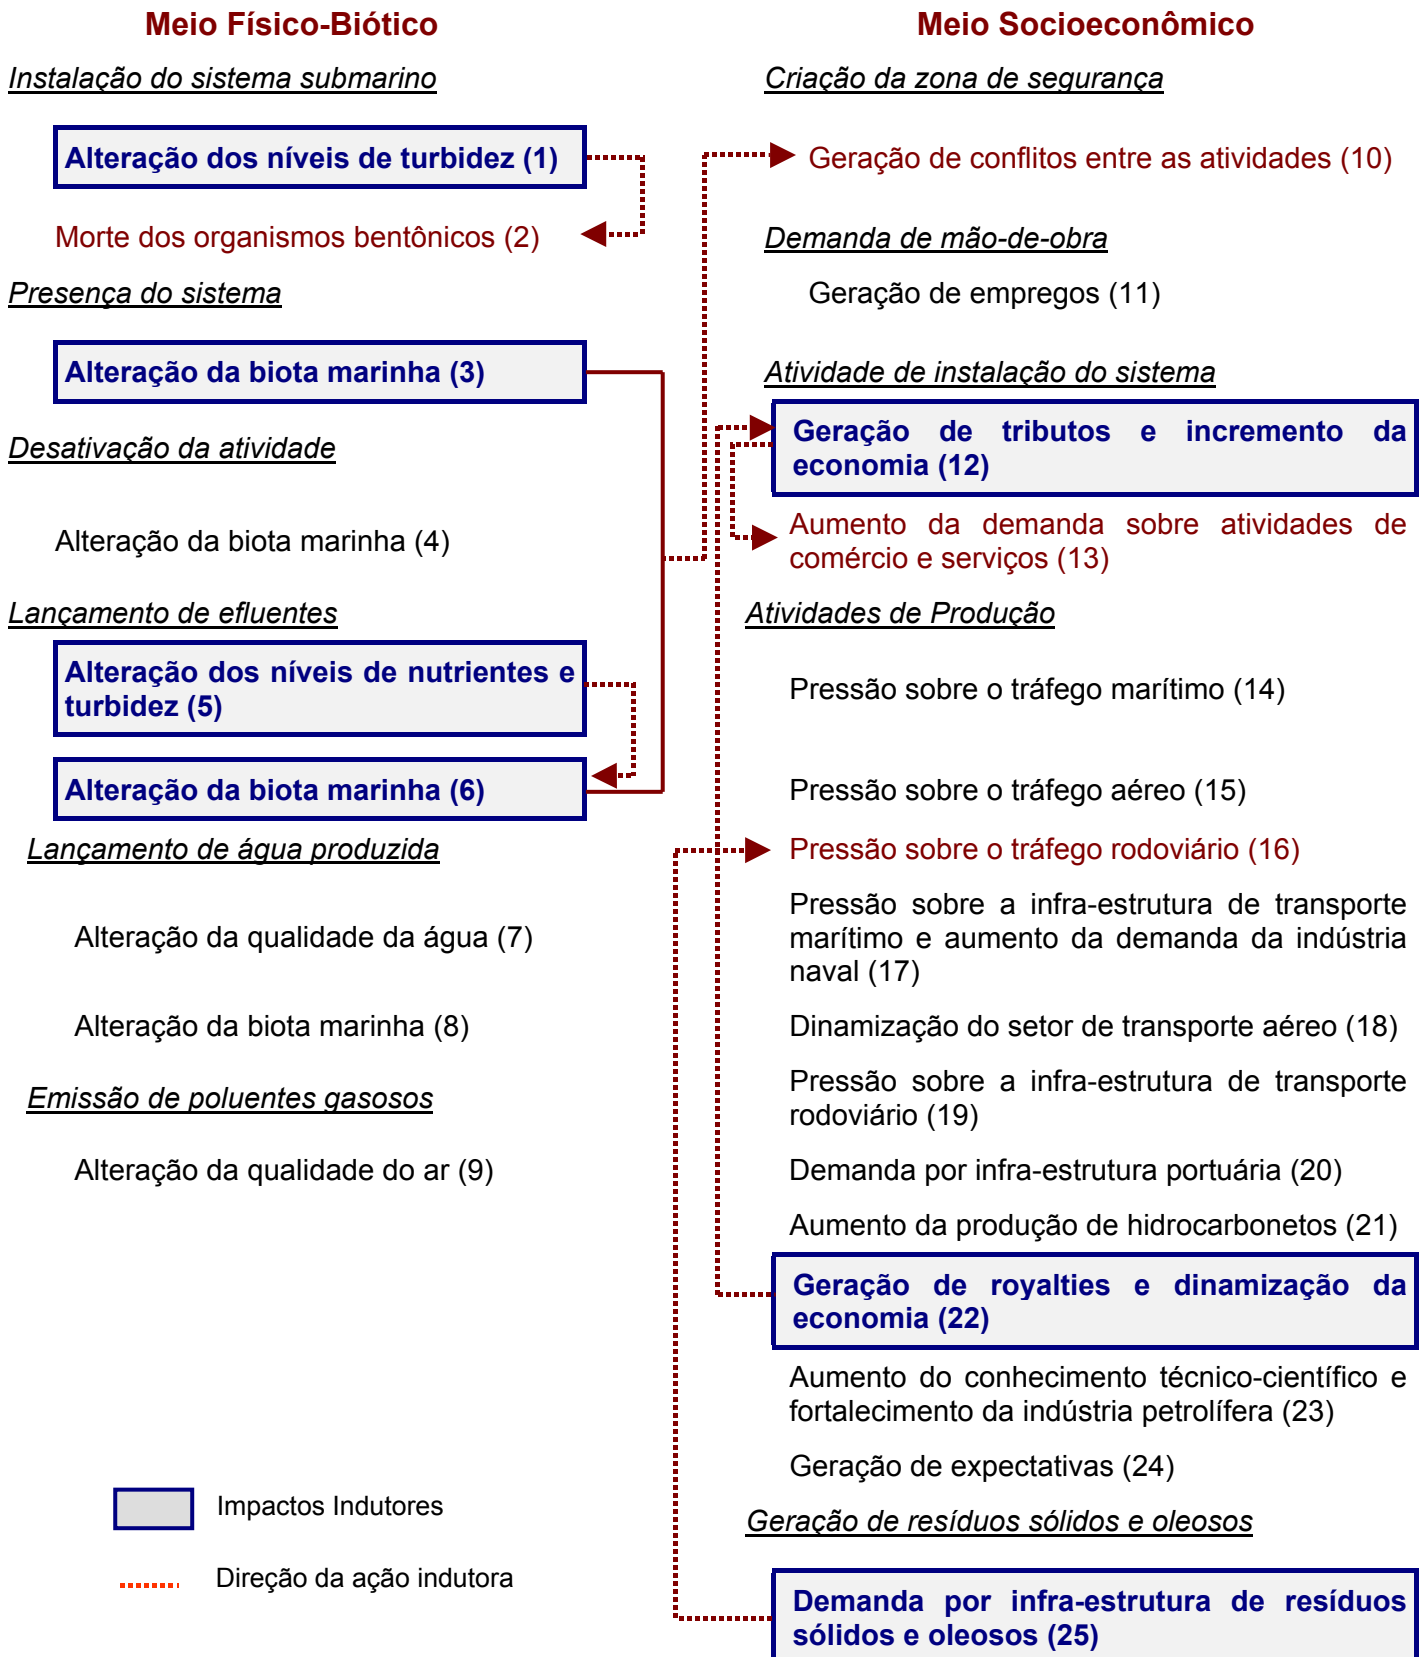 Meio Físico-Biótico
Instalação do sistema submarino
Alteração dos níveis de turbidez (1)
Morte dos organismos bentônicos (2)
Presença do sistema
Alteração da biota marinha (3)
Desativação da atividade
Alteração da biota marinha (4)
Lançamento de efluentes
Alteração dos níveis de nutrientes e
turbidez (5)
Alteração da biota marinha (6)
Lançamento de água produzida
Alteração da qualidade da água (7)
Alteração da biota marinha (8)
Emissão de poluentes gasosos
Alteração da qualidade do ar (9)
Impactos Indutores
Direção da ação indutora
Meio Socioeconômico
Criação da zona de segurança
Geração de conflitos entre as atividades (10)
Demanda de mão-de-obra
Geração de empregos (11)
Atividade de instalação do sistema
Geração de tributos e incremento da
economia (12)
Aumento da demanda sobre atividades de
comércio e serviços (13)
Atividades de Produção
Pressão sobre o tráfego marítimo (14)
Pressão sobre o tráfego aéreo (15)
Pressão sobre o tráfego rodoviário (16)
Pressão sobre a infra-estrutura de transporte
marítimo e aumento da demanda da indústria
naval (17)
Dinamização do setor de transporte aéreo (18)
Pressão sobre a infra-estrutura de transporte
rodoviário (19)
Demanda por infra-estrutura portuária (20)
Aumento da produção de hidrocarbonetos (21)
Geração de royalties e dinamização da
economia (22)
Aumento do conhecimento técnico-científico e
fortalecimento da indústria petrolífera (23)
Geração de expectativas (24)
Geração de resíduos sólidos e oleosos
Demanda por infra-estrutura de resíduos
sólidos e oleosos (25)